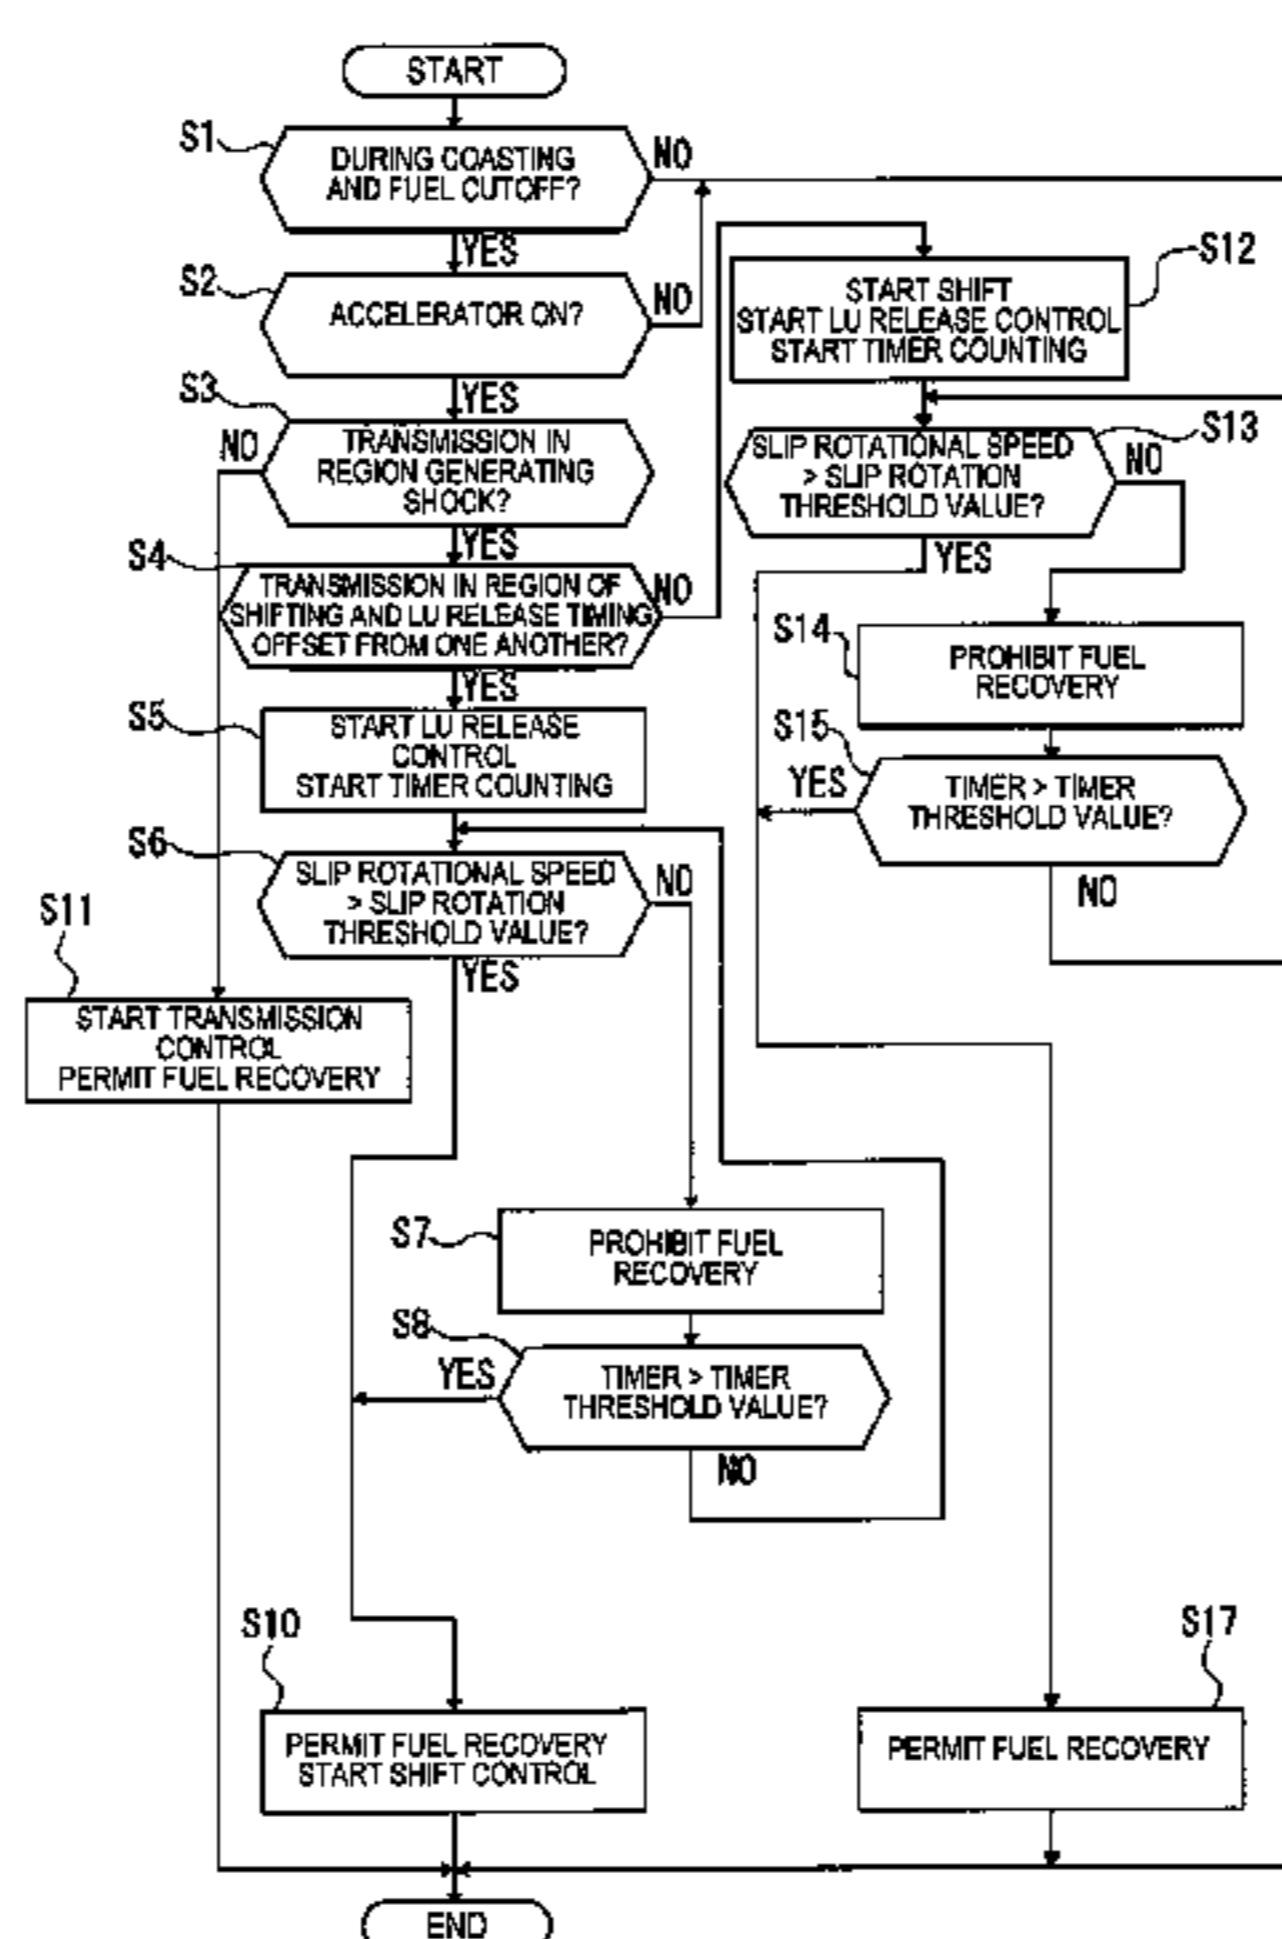 START
S1
DURING COASTING
AND FUEL CUTOFF?
NO
YES
S2
ACCELERATOR ON?
NO
YES
S3
NO
TRANSMISSION IN
REGION GENERATING
SHOCK?
YES
S4
TRANSMISSION IN REGION OF
SHIFTING AND LU RELEASE TIMING
OFFSET FROM ONE ANOTHER?
NO
YES
S5
START LU RELEASE
CONTROL
START TIMER COUNTING
S6
SLIP ROTATIONAL SPEED
> SLIP ROTATION
THRESHOLD VALUE?
NO
YES
S11
START TRANSMISSION
CONTROL
PERMIT FUEL RECOVERY
S7
PROHIBIT FUEL
RECOVERY
S8
YES
TIMER > TIMER
THRESHOLD VALUE?
NO
S10
PERMIT FUEL RECOVERY
START SHIFT CONTROL
END
S12
START SHIFT
START LU RELEASE CONTROL
START TIMER COUNTING
S13
SLIP ROTATIONAL SPEED
> SLIP ROTATION
THRESHOLD VALUE?
NO
YES
S14
PROHIBIT FUEL
RECOVERY
S15
YES
TIMER > TIMER
THRESHOLD VALUE?
NO
S17
PERMIT FUEL RECOVERY